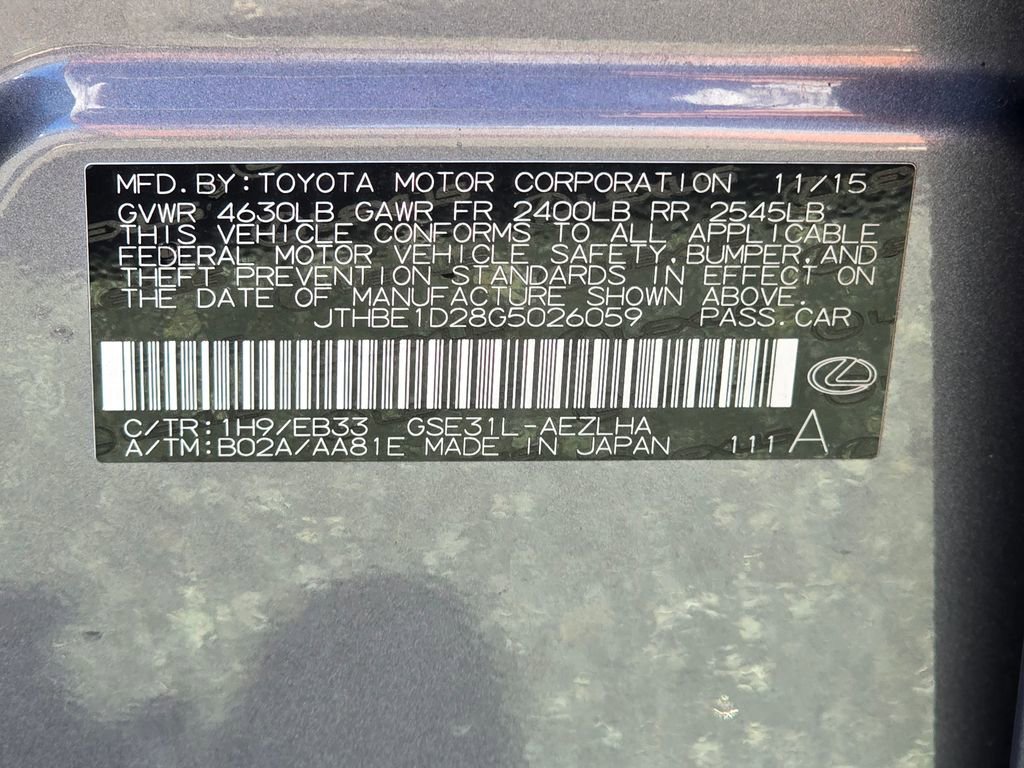 MFD.BY:TOYOTA MOTOR CORPORATION 11/15
GVWR 4630LB GAWR FR 2400LB RR 2545LB
THIS VEHICLE CONFORMS TO ALL APPLICABLE
FEDERAL MOTOR VEHICLE SAFETY,BUMPER,AND
THEFT PREVENTION STANDARDS IN EFFECT ON
THE DATE OF MANUFACTURE SHOWN ABOVE.
JTHBE1D28G5026059 PASS.CAR
C/TR:1H9/EB33 GSE31L-AEZLHA
A/TM:B02A/AA81E MADE IN JAPAN 111 A